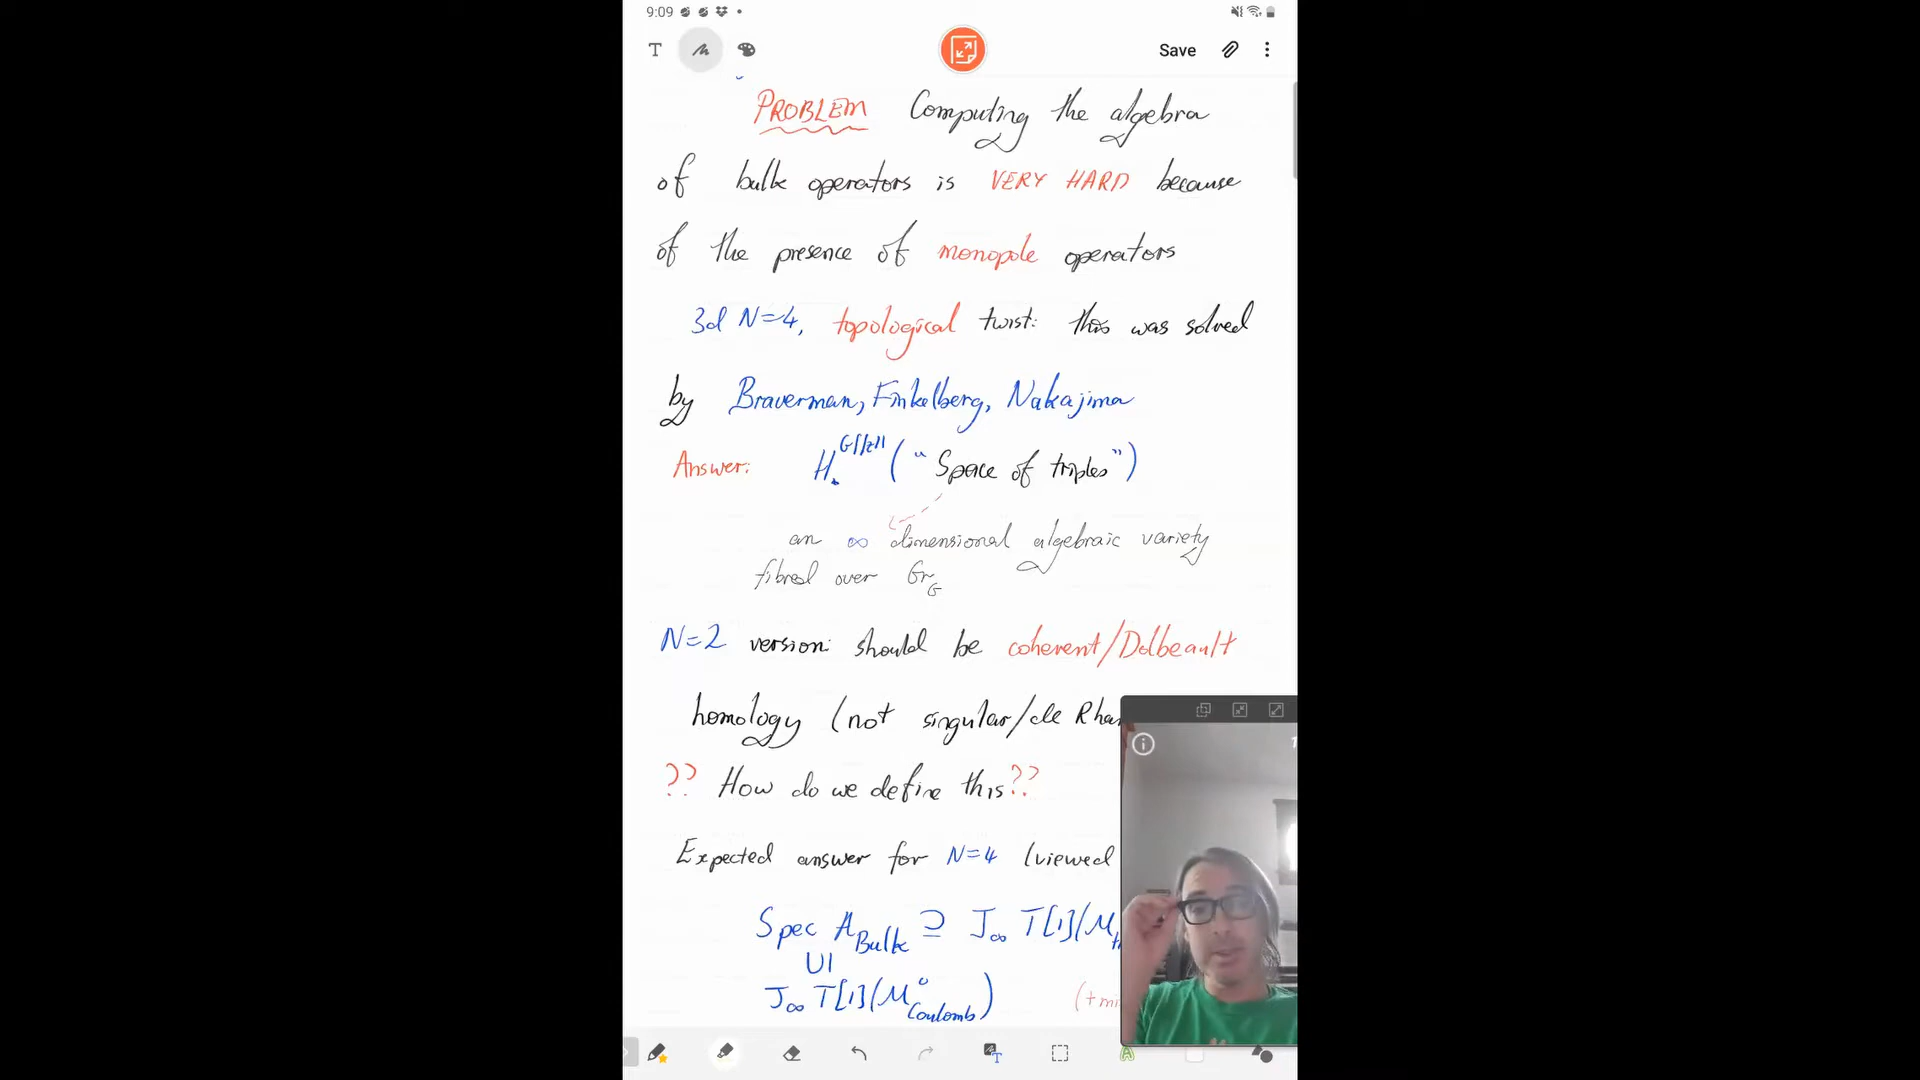 9:09
T
Save
PROBLEM Computing the algebra
of bulk operators is VERY HARD because
of the presence of monopole operators
3d N=4, topological twist: this was solved
by Braverman, Finkelberg, Nakajima
Answer: H.^G[[z]] ( "Space of triples" )
an ∞ dimensional algebraic variety
fibred over Gr_G
N=2 version should be coherent/Dolbeault
homology (not singular/de Rham
?? How do we define this ??
Expected answer for N=4 (viewed
Spec A_Bulk ⊇ J_∞ T[1](M
UI
J_∞ T[1](M°_Coulomb)